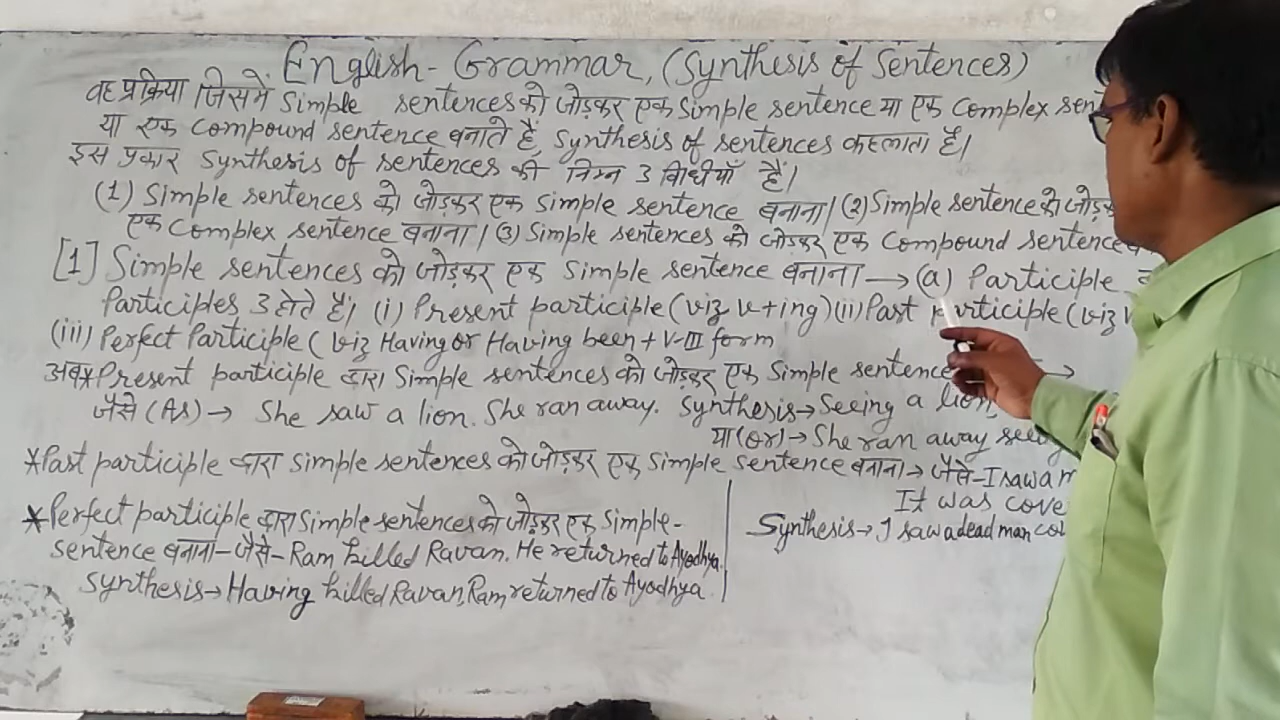 English - Grammar, (Synthesis of Sentences)
वह प्रक्रिया जिसमें Simple sentences को जोड़कर एक Simple sentence या एक Complex sen
या एक Compound sentence बनाते हैं, Synthesis of sentences कहलाता है।
इस प्रकार Synthesis of sentences की निम्न 3 विधीयाँ हैं।
(1) Simple sentences को जोड़कर एक Simple sentence बनाना। (2) Simple sentence को जोड़क
एक Complex sentence बनाना। (3) Simple sentences को जोड़कर एक Compound sentence
[1] Simple sentences को जोड़कर एक Simple sentence बनाना → (a) Participle
Participles 3 होते हैं। (i) Present participle (viz V+ing) (ii) Past participle (viz V
(iii) Perfect Participle ( viz Having or Having been + V-III form
अब * Present participle द्वारा Simple sentences को जोड़कर एक Simple sentence →
जैसे (As) → She saw a lion. She ran away. Synthesis → Seeing a lion,
या (or) → She ran away seeing
* Past participle द्वारा Simple sentences को जोड़कर एक Simple sentence बनाना → जैसे - I saw a
It was cove
Synthesis → I saw a dead man co
* Perfect participle द्वारा Simple sentences को जोड़कर एक Simple-
sentence बनाना - जैसे - Ram killed Ravan. He returned to Ayodhya.
synthesis → Having killed Ravan, Ram returned to Ayodhya.